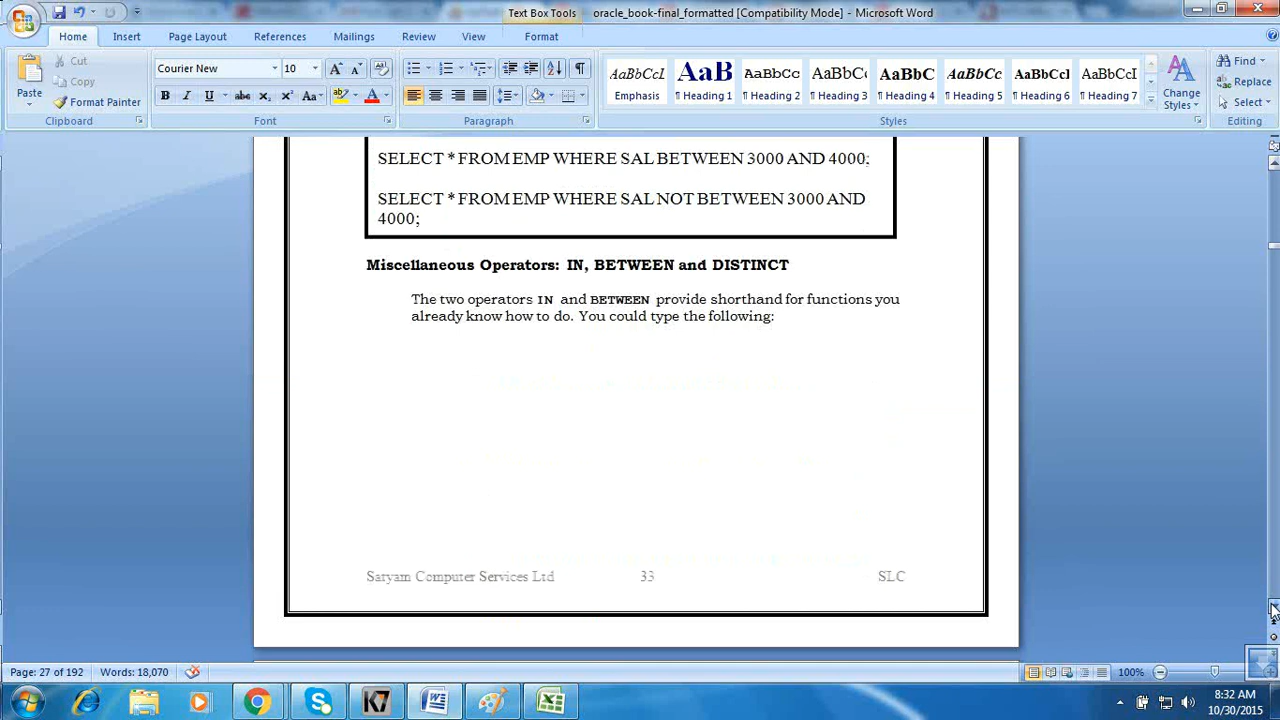 Text Box Tools
oracle_book-final_formatrd [Compatibility Mode] - Microsoft Word
Home Insert Page Layout References Mailings Review View Format
Paste
Cut
Copy
Format Painter
Clipboard
Courier New 10
Font
Paragraph
AaBbCcI AaB AaBbCc AaBbCc AaBbC AaBbCc AaBbCc AaBbCcI
Emphasis ¶ Heading 1 ¶ Heading 2 ¶ Heading 3 ¶ Heading 4 ¶ Heading 5 ¶ Heading 6 ¶ Heading 7
Change Styles
Styles
Find
Replace
Select
Editing
SELECT * FROM EMP WHERE SAL BETWEEN 3000 AND 4000;
SELECT * FROM EMP WHERE SAL NOT BETWEEN 3000 AND
4000;
Miscellaneous Operators: IN, BETWEEN and DISTINCT
The two operators IN and BETWEEN provide shorthand for functions you
already know how to do. You could type the following:
Satyam Computer Services Ltd 33 SLC
Page: 27 of 192 Words: 18,070 100%
8:32 AM
10/30/2015